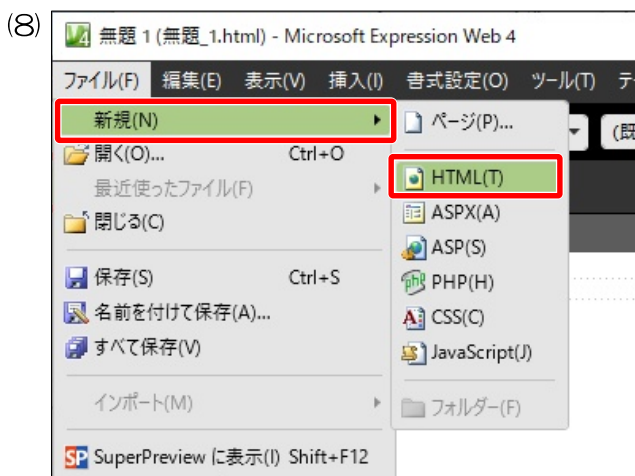 (8)
無題 1 (無題_1.html) - Microsoft Expression Web 4
ファイル(F) 編集(E) 表示(V) 挿入(I) 書式設定(O) ツール(T) テ
新規(N)
開く(O)... Ctrl+O
最近使ったファイル(F)
閉じる(C)
保存(S) Ctrl+S
名前を付けて保存(A)...
すべて保存(V)
インポート(M)
SP SuperPreview に表示(I) Shift+F12
ページ(P)...
(既
HTML(T)
ASPX(A)
ASP(S)
php PHP(H)
CSS(C)
JavaScript(J)
フォルダー(F)